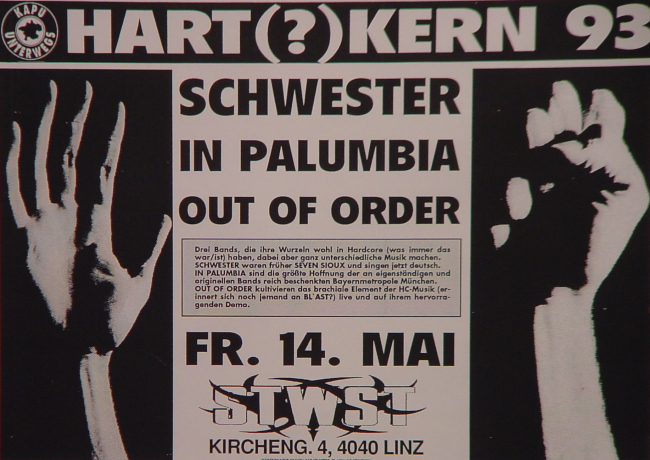 KAPU
UNTERWEGS
HART(?)KERN 93
SCHWESTER
IN PALUMBIA
OUT OF ORDER
Drei Bands, die ihre Wurzeln wohl in Hardcore (was immer das
war/ist) haben, dabei aber ganz unterschiedliche Musik machen.
SCHWESTER waren früher SEVEN SIOUX und singen jetzt deutsch.
IN PALUMBIA sind die größte Hoffnung der an eigenständigen und
originellen Bands reich beschenkten Bayernmetropole München.
OUT OF ORDER kultivieren das brachiale Element der HC-Musik (er-
innert sich noch jemand an BL'AST?) live und auf ihrem hervorra-
genden Demo.
FR. 14. MAI
ST.WST
KIRCHENG. 4, 4040 LINZ